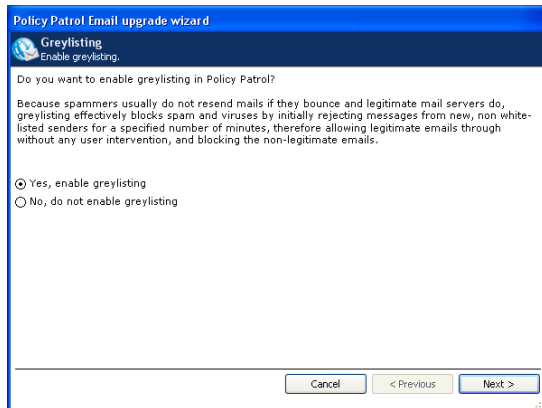 Policy Patrol Email upgrade wizard
Greylisting
Enable greylisting.
Do you want to enable greylisting in Policy Patrol?
Because spammers usually do not resend mails if they bounce and legitimate mail servers do,
greylisting effectively blocks spam and viruses by initially rejecting messages from new, non white-
listed senders for a specified number of minutes, therefore allowing legitimate emails through
without any user intervention, and blocking the non-legitimate emails.
Yes, enable greylisting
No, do not enable greylisting
Cancel
< Previous
Next >